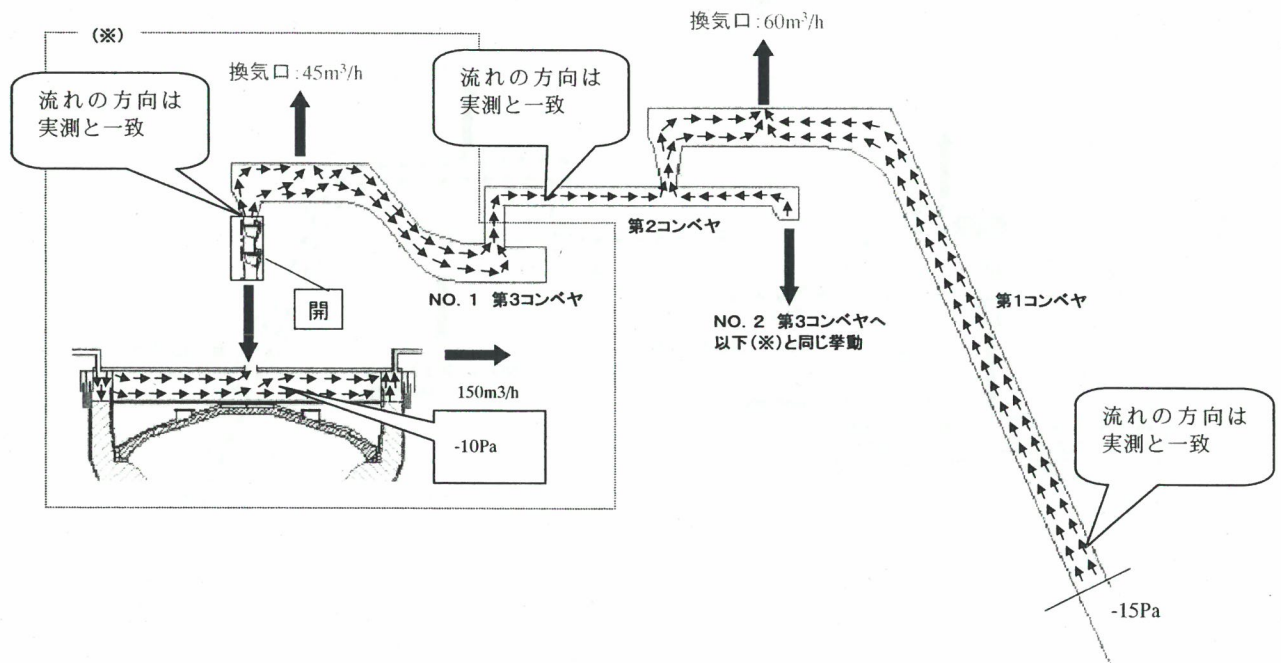 (※)
換気口:45m³/h
流れの方向は
実測と一致
流れの方向は
実測と一致
換気口:60m³/h
第2コンベヤ
開
NO. 1 第3コンベヤ
NO. 2 第3コンベヤへ
以下(※)と同じ挙動
第1コンベヤ
150m3/h
-10Pa
流れの方向は
実測と一致
-15Pa